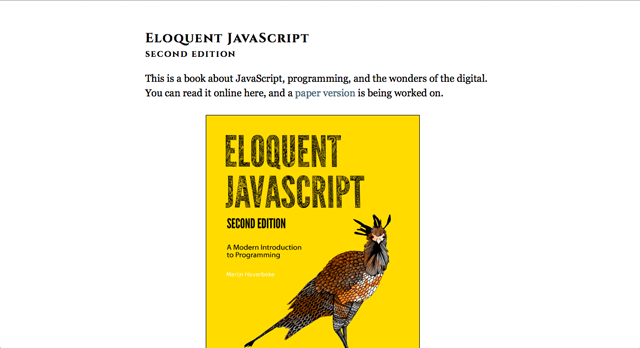 Eloquent JavaScript
second edition
This is a book about JavaScript, programming, and the wonders of the digital.
You can read it online here, and a paper version is being worked on.
ELOQUENT
JAVASCRIPT
SECOND EDITION
A Modern Introduction
to Programming
Marijn Haverbeke